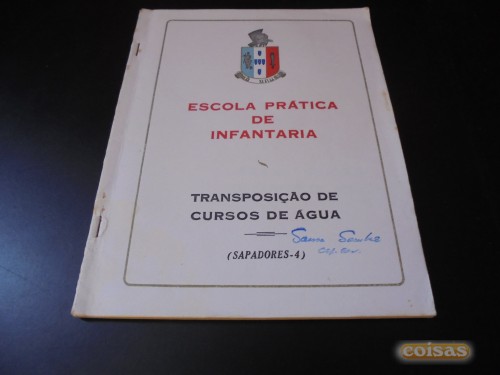 ESCOLA PRÁTICA
DE
INFANTARIA
TRANSPOSIÇÃO DE
CURSOS DE ÁGUA
(SAPADORES-4)
coisas